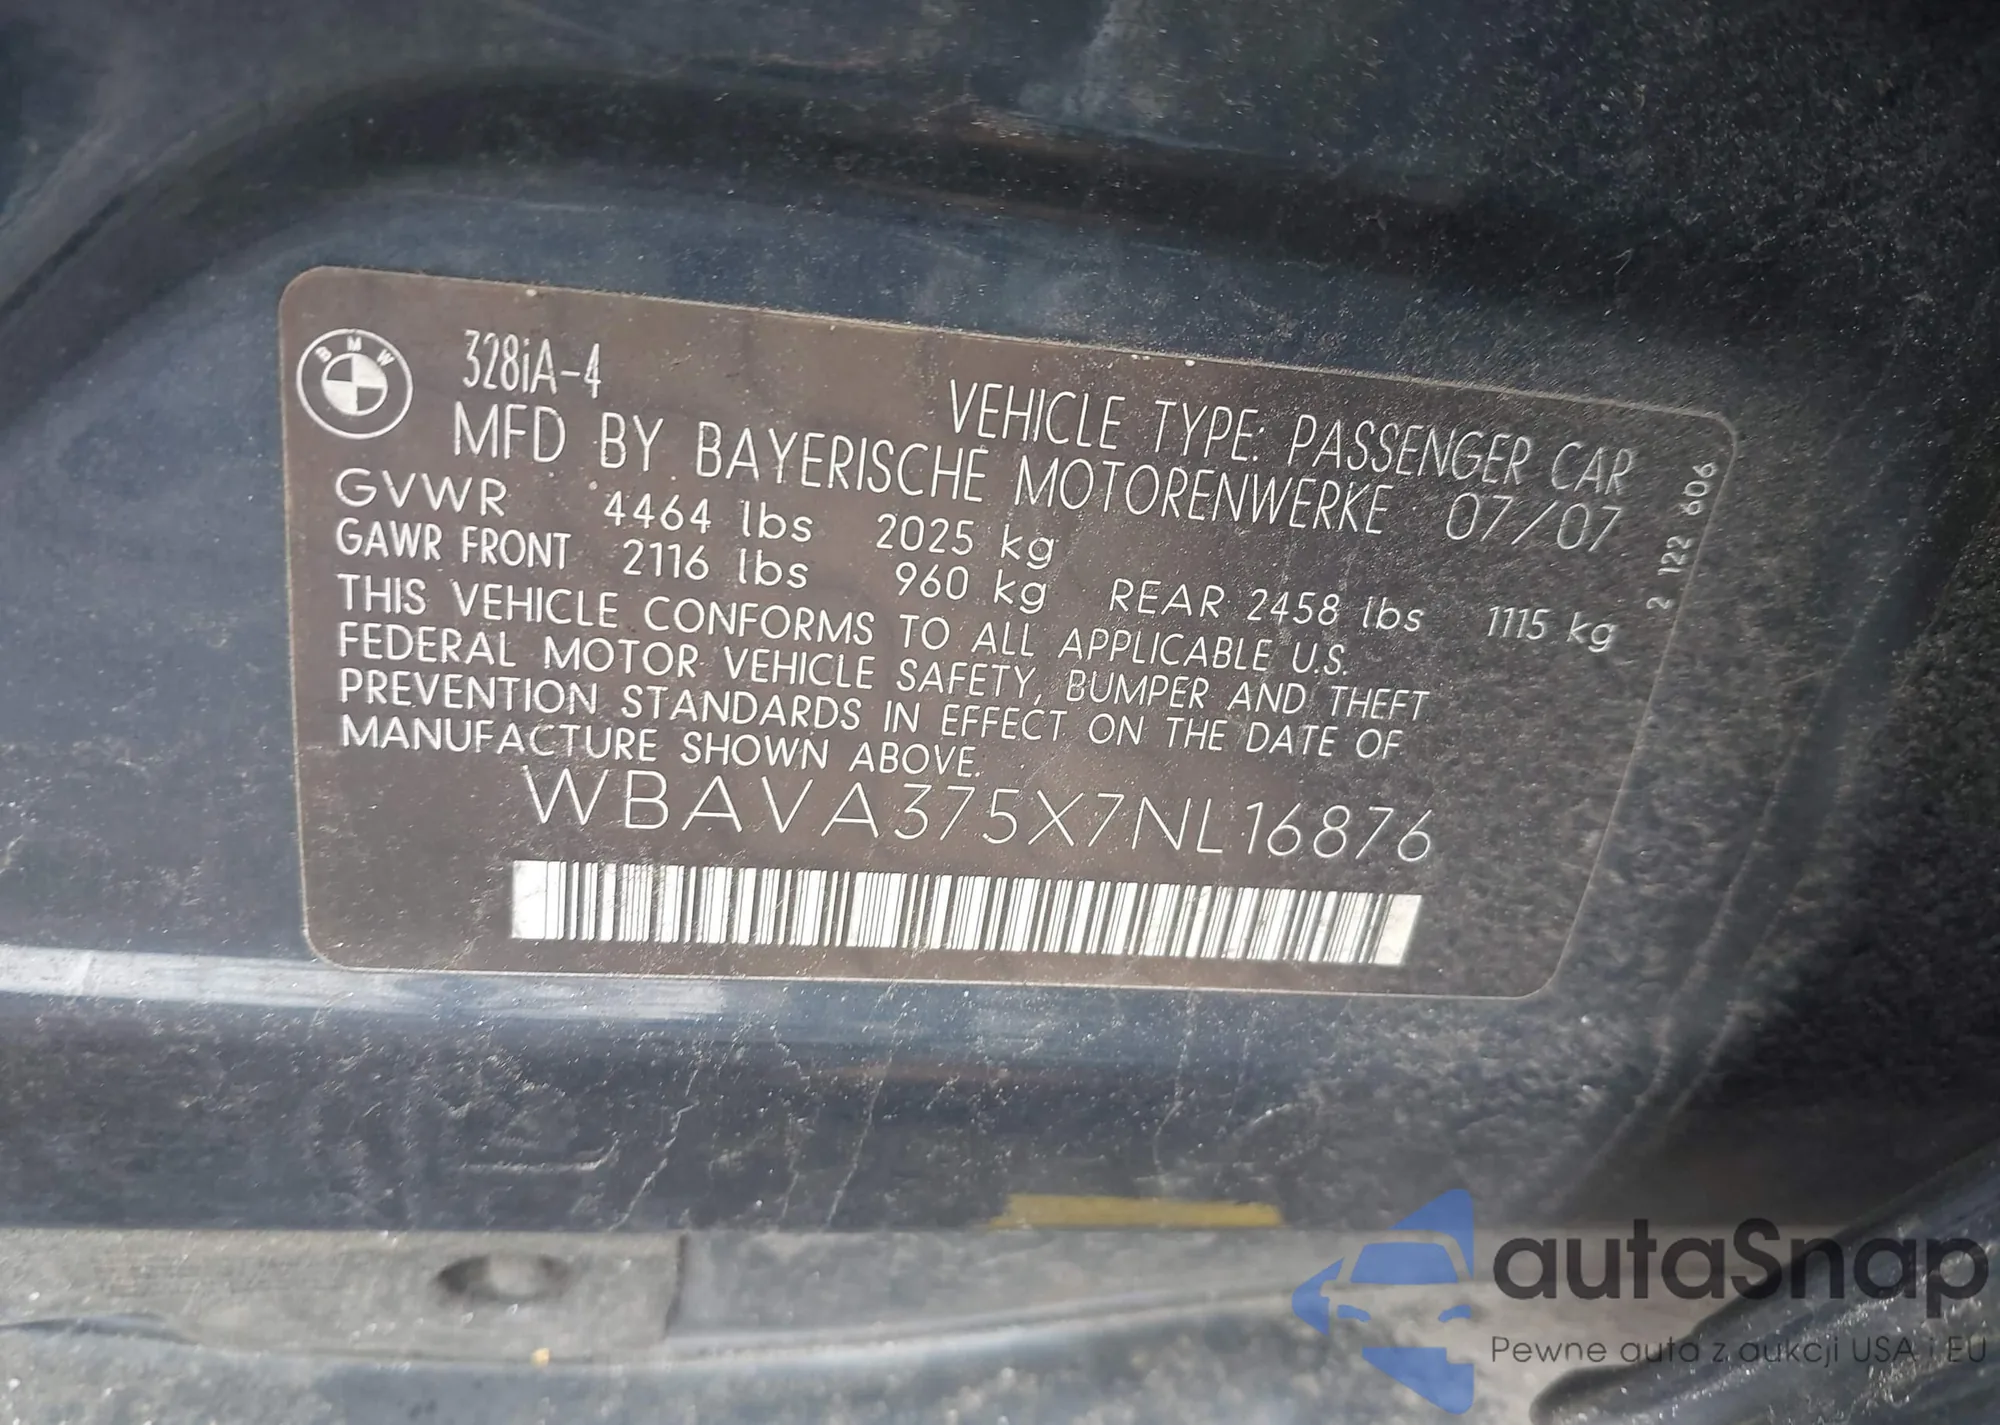 BMW
328iA-4
VEHICLE TYPE: PASSENGER CAR
MFD BY BAYERISCHE MOTORENWERKE 07/07
GVWR 4464 lbs 2025 kg
GAWR FRONT 2116 lbs 960 kg REAR 2458 lbs 1115 kg
THIS VEHICLE CONFORMS TO ALL APPLICABLE U.S.
FEDERAL MOTOR VEHICLE SAFETY, BUMPER AND THEFT
PREVENTION STANDARDS IN EFFECT ON THE DATE OF
MANUFACTURE SHOWN ABOVE.
WBAVA375X7NL16876
2 122 606
autaSnap
Pewne auta z aukcji USA i EU